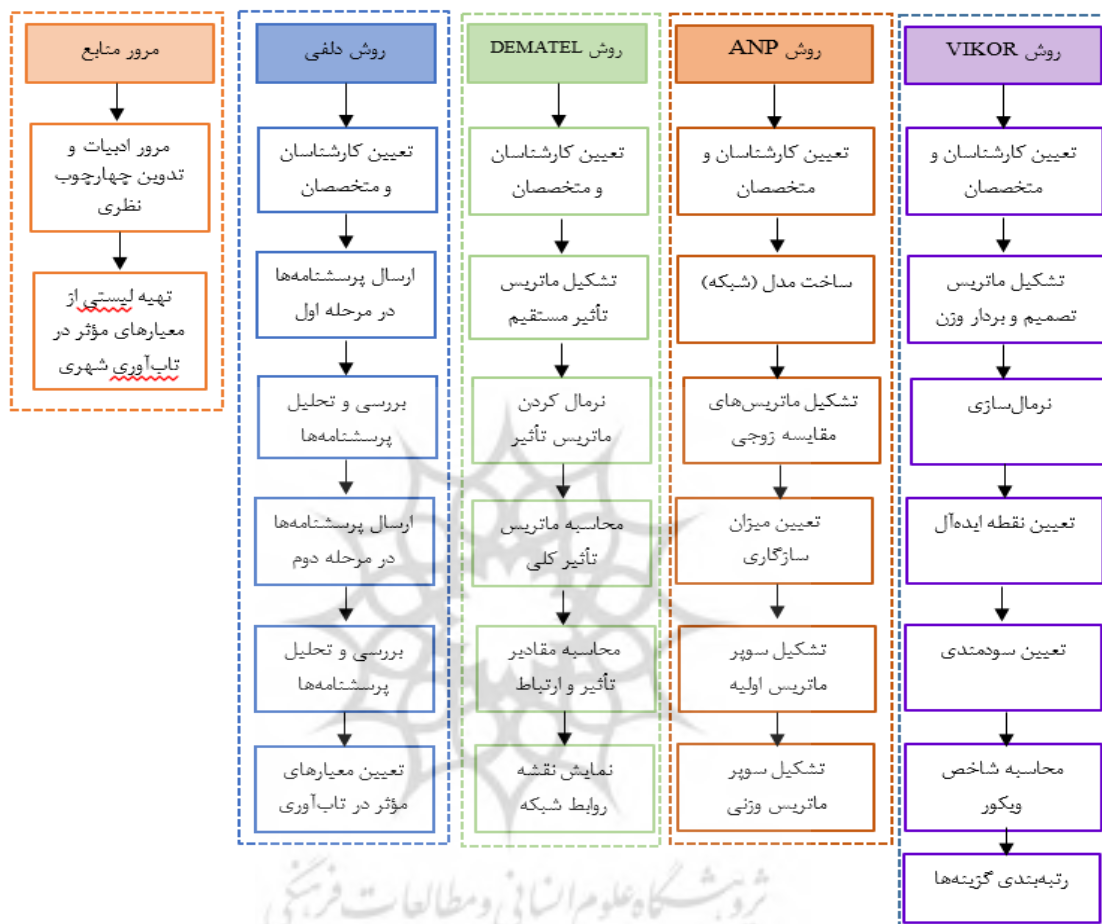 مرور منابع
مرور ادبیات و
تدوین چهارچوب
نظری
تهیه لیستی از
معیارهای مؤثر در
تاب‌آوری شهری
روش دلفی
تعیین کارشناسان
و متخصصان
ارسال پرسشنامه‌ها
در مرحله اول
بررسی و تحلیل
پرسشنامه‌ها
ارسال پرسشنامه‌ها
در مرحله دوم
بررسی و تحلیل
پرسشنامه‌ها
تعیین معیارهای
مؤثر در تاب‌آوری
روش DEMATEL
تعیین کارشناسان
و متخصصان
تشکیل ماتریس
تأثیر مستقیم
نرمال کردن
ماتریس تأثیر
محاسبه ماتریس
تأثیر کلی
محاسبه مقادیر
تأثیر و ارتباط
نمایش نقشه
روابط شبکه
روش ANP
تعیین کارشناسان و
متخصصان
ساخت مدل (شبکه)
تشکیل ماتریس‌های
مقایسه زوجی
تعیین میزان
سازگاری
تشکیل سوپر
ماتریس اولیه
تشکیل سوپر
ماتریس وزنی
روش VIKOR
تعیین کارشناسان و
متخصصان
تشکیل ماتریس
تصمیم و بردار وزن
نرمال‌سازی
تعیین نقطه ایده‌آل
تعیین سودمندی
محاسبه شاخص
ویکور
رتبه‌بندی گزینه‌ها
پژوهشگاه علوم انسانی و مطالعات فرهنگی